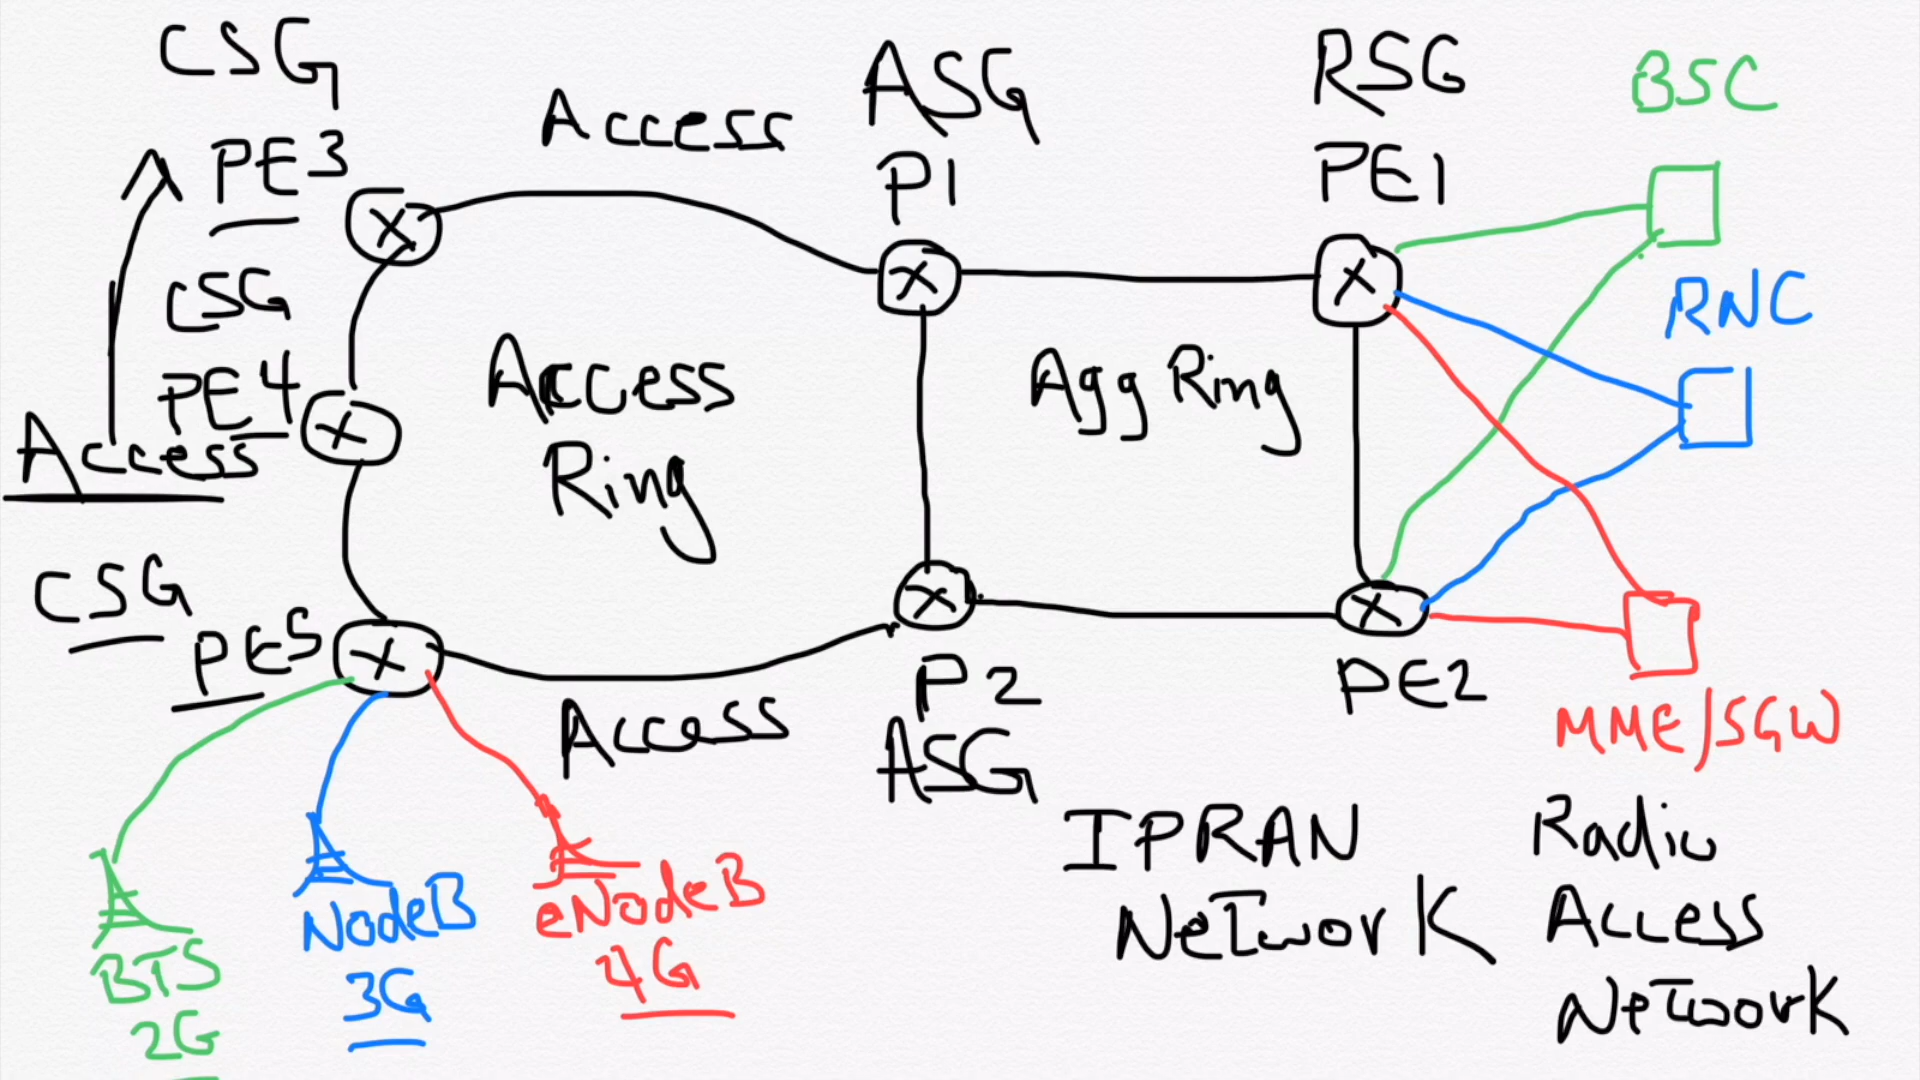 CSG
PE3
Access
ASG
P1
RSG
PE1
BSC
CSG
PE4
Access
Access
Ring
Agg Ring
RNC
CSG
PE5
Access
P2
ASG
PE2
MME/SGW
BTS
2G
NodeB
3G
eNodeB
4G
IPRAN
NeTworK
Radio
Access
NeTworK